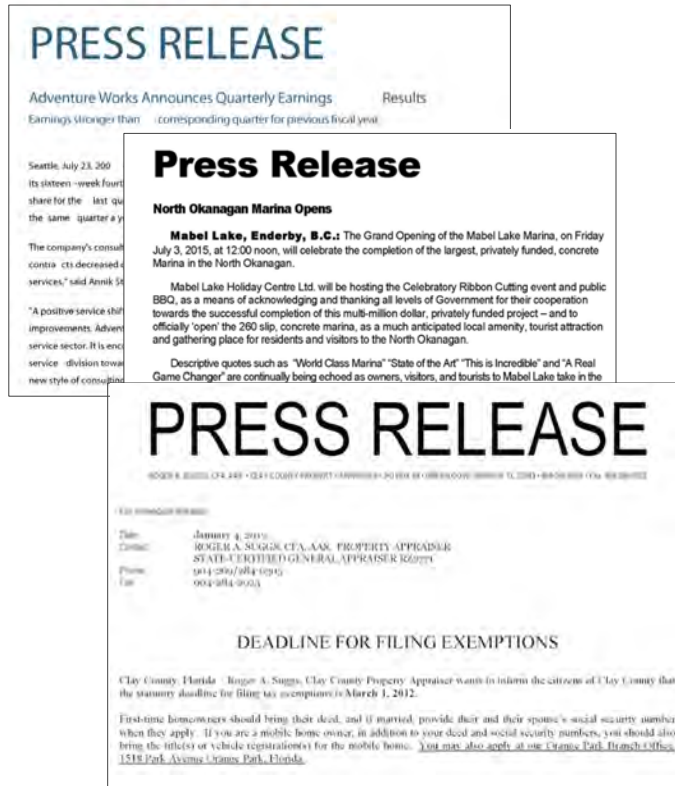 PRESS RELEASE
Adventure Works Announces Quarterly Earnings Results
Earnings stronger than corresponding quarter for previous fiscal year
Seattle, July 23, 200
its sixteen -week fourt
share for the last qu
the same quarter a y
The company's consult
contra cts decreased
services," said Annik St
"A positive service shif
improvements. Advent
service sector. It is enc
service division towa
new style of consulting
Press Release
North Okanagan Marina Opens
Mabel Lake, Enderby, B.C.: The Grand Opening of the Mabel Lake Marina, on Friday
July 3, 2015, at 12:00 noon, will celebrate the completion of the largest, privately funded, concrete
Marina in the North Okanagan.
Mabel Lake Holiday Centre Ltd. will be hosting the Celebratory Ribbon Cutting event and public
BBQ, as a means of acknowledging and thanking all levels of Government for their cooperation
towards the successful completion of this multi-million dollar, privately funded project – and to
officially 'open' the 260 slip, concrete marina, as a much anticipated local amenity, tourist attraction
and gathering place for residents and visitors to the North Okanagan.
Descriptive quotes such as "World Class Marina" "State of the Art" "This is Incredible" and "A Real
Game Changer" are continually being echoed as owners, visitors, and tourists to Mabel Lake take in the
PRESS RELEASE
Date: January 4,
Contact: ROGER A. SUGGS, CFA, AAS, PROPERTY APPRAISER
STATE-CERTIFIED GENERAL APPRAISER
Phone:
Fax
DEADLINE FOR FILING EXEMPTIONS
Clay County, Florida - Roger A. Suggs, Clay County Property Appraiser wants to inform the citizens of Clay County that
the statutory deadline for filing tax exemptions is March 1, 2012.
First-time homeowners should bring their deed, and if married, provide their and their spouse's social security number
when they apply. If you are a mobile home owner, in addition to your deed and social security numbers, you should also
bring the title(s) or vehicle registration(s) for the mobile home. You may also apply at our Orange Park Branch Office,
1518 Park Avenue Orange Park, Florida.